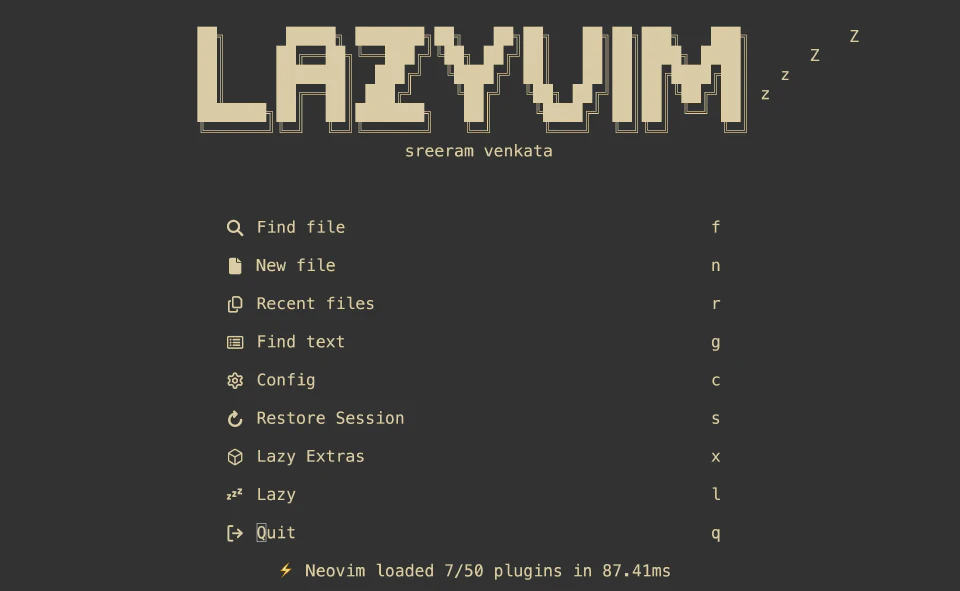 LAZYVIM Z
Z
z
z
sreeram venkata
Find file f
New file n
Recent files r
Find text g
Config c
Restore Session s
Lazy Extras x
zzz Lazy l
Quit q
⚡ Neovim loaded 7/50 plugins in 87.41ms